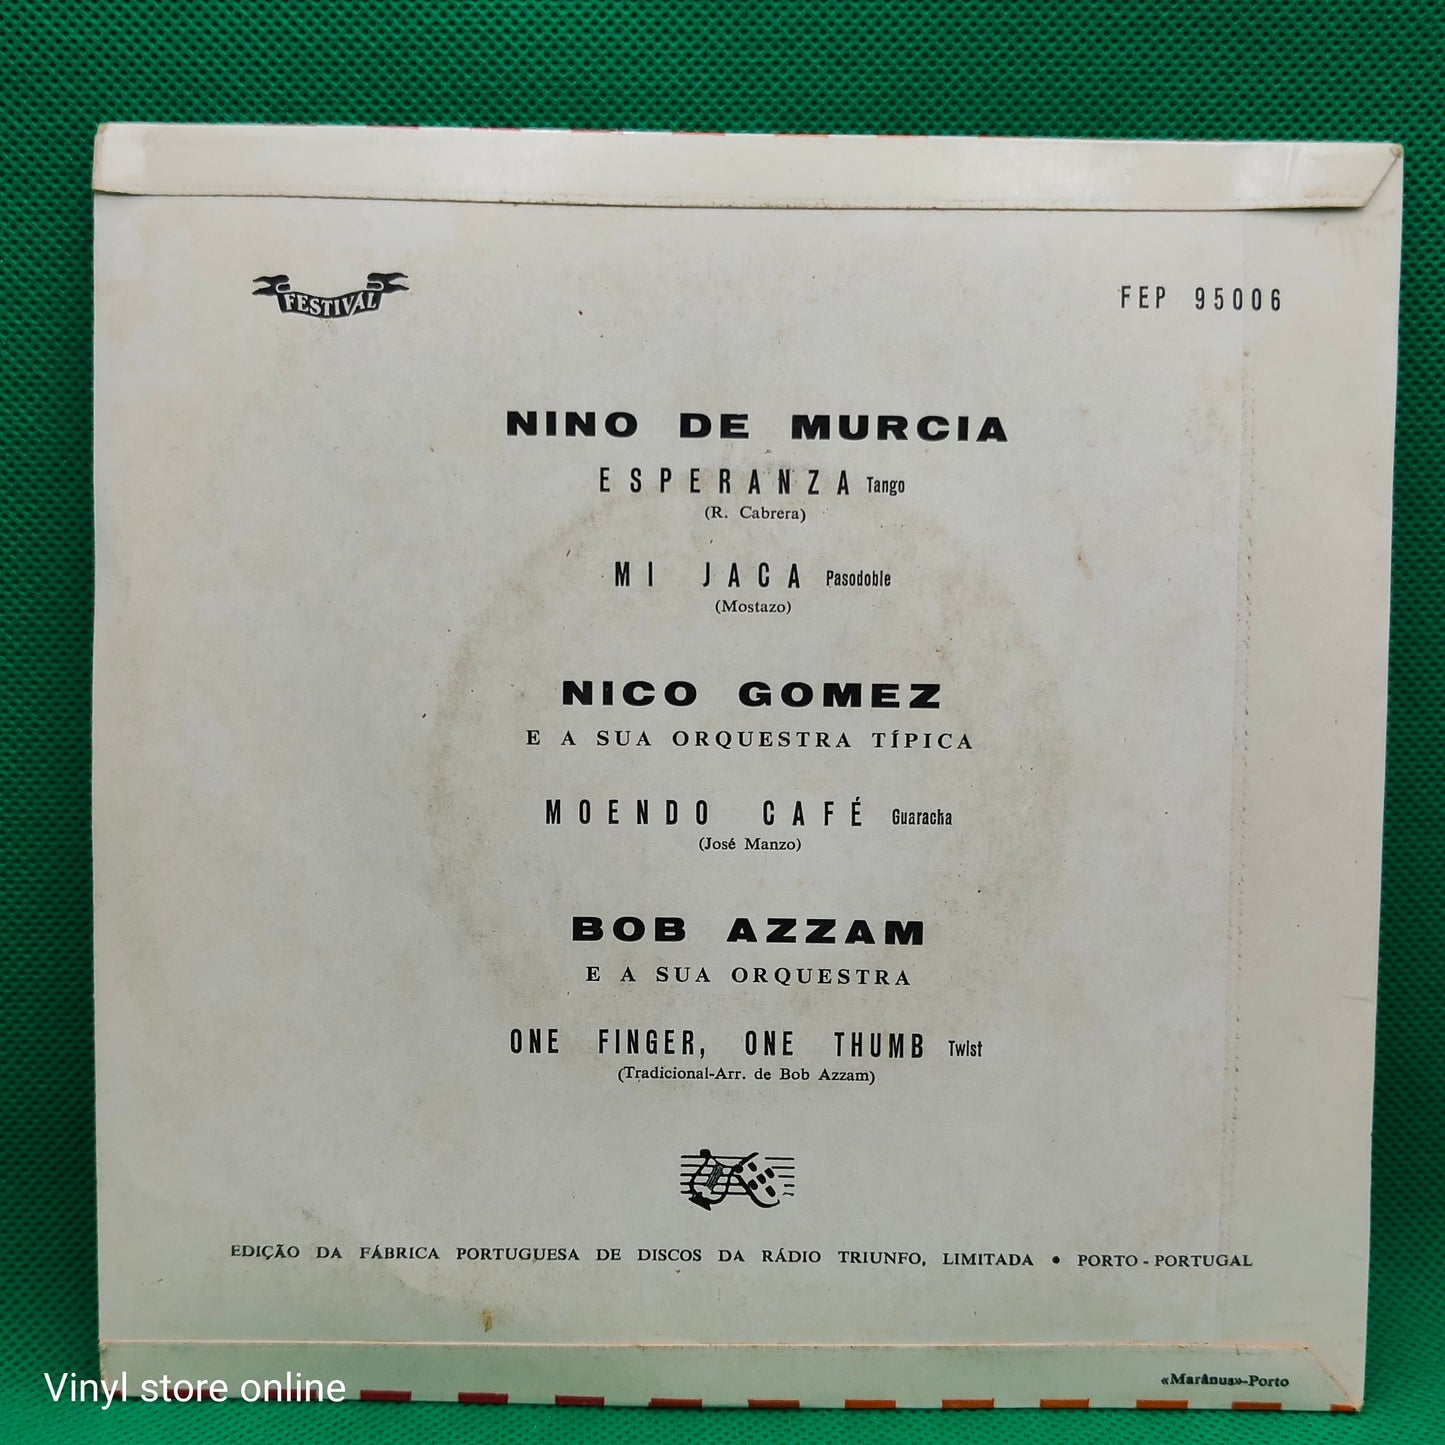 FESTIVAL
FEP 95006
NINO DE MURCIA
ESPERANZA Tango
(R. Cabrera)
MI JACA Pasodoble
(Mostazo)
NICO GOMEZ
E A SUA ORQUESTRA TÍPICA
MOENDO CAFÉ Guaracha
(José Manzo)
BOB AZZAM
E A SUA ORQUESTRA
ONE FINGER, ONE THUMB Twist
(Tradicional-Arr. de Bob Azzam)
EDIÇÃO DA FÁBRICA PORTUGUESA DE DISCOS DA RÁDIO TRIUNFO, LIMITADA • PORTO - PORTUGAL
«Marânus»-Porto
Vinyl store online